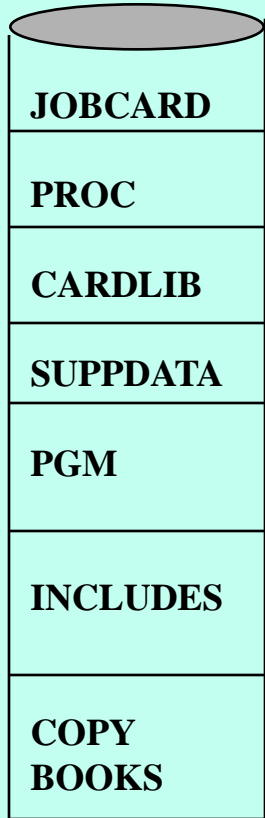 JOBCARD
PROC
CARDLIB
SUPPDATA
PGM
INCLUDES
COPY
BOOKS